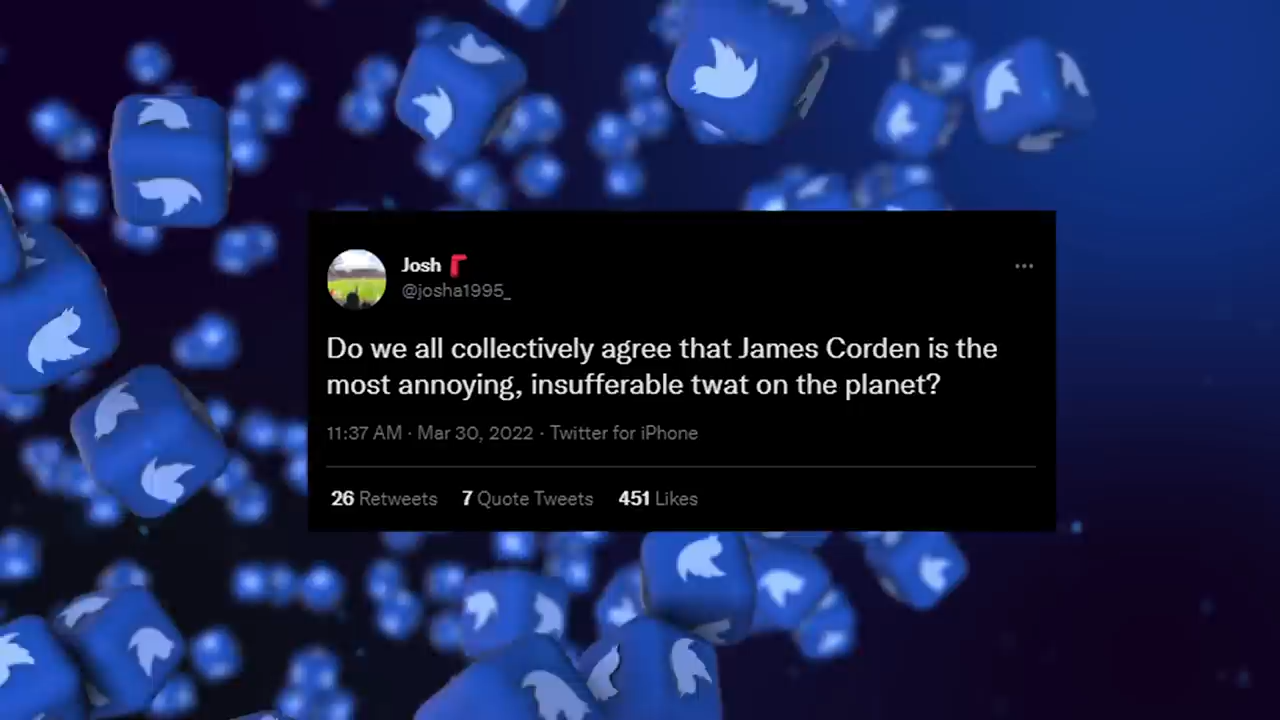 Josh
@josha1995_
Do we all collectively agree that James Corden is the
most annoying, insufferable twat on the planet?
11:37 AM · Mar 30, 2022 · Twitter for iPhone
26 Retweets 7 Quote Tweets 451 Likes